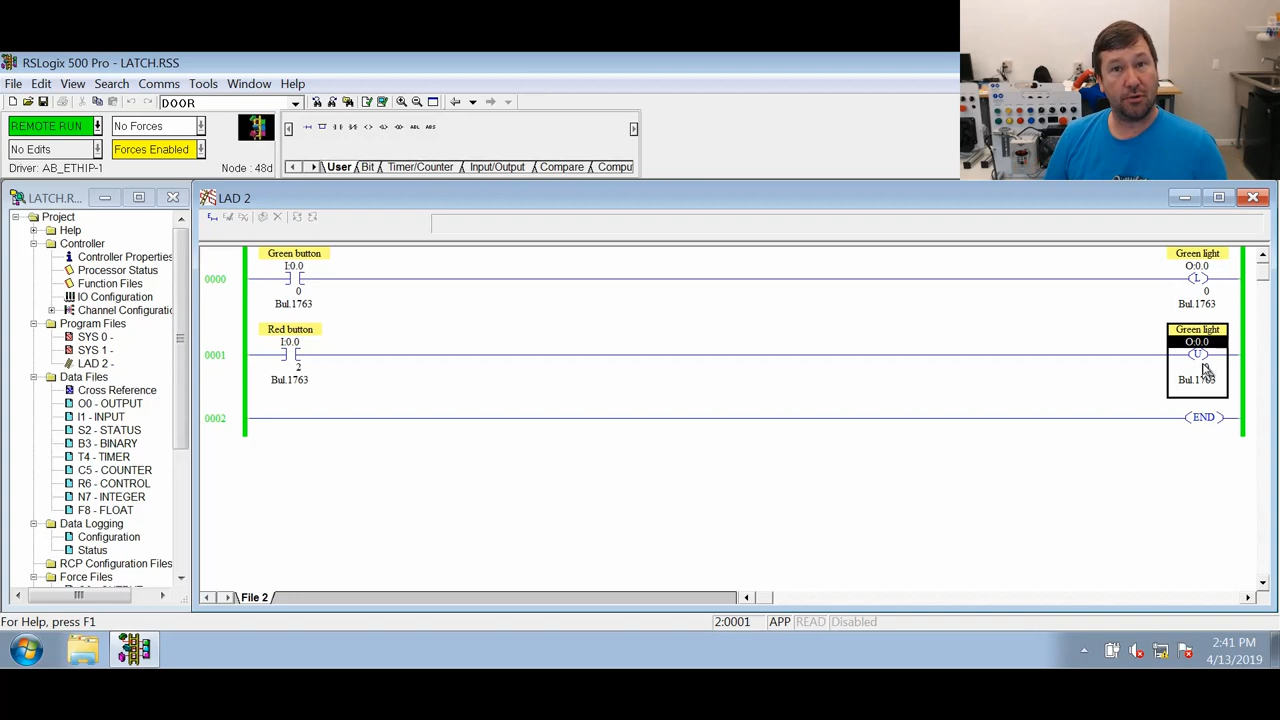 RSLogix 500 Pro - LATCH.RSS
File Edit View Search Comms Tools Window Help
DOOR
REMOTE RUN No Forces
No Edits Forces Enabled
Driver: AB_ETHIP-1 Node : 48d
ABL ABS
User Bit Timer/Counter Input/Output Compare Compu
LATCH.R...
Project
Help
Controller
Controller Properties
Processor Status
Function Files
IO Configuration
Channel Configuratio
Program Files
SYS 0 -
SYS 1 -
LAD 2 -
Data Files
Cross Reference
O0 - OUTPUT
I1 - INPUT
S2 - STATUS
B3 - BINARY
T4 - TIMER
C5 - COUNTER
R6 - CONTROL
N7 - INTEGER
F8 - FLOAT
Data Logging
Configuration
Status
RCP Configuration Files
Force Files
LAD 2
0000
Green button
I:0.0
0
Bul.1763
Green light
O:0.0
L
0
Bul.1763
0001
Red button
I:0.0
2
Bul.1763
Green light
O:0.0
U
Bul.1763
0002
END
File 2
For Help, press F1
2:0001 APP READ Disabled
2:41 PM
4/13/2019